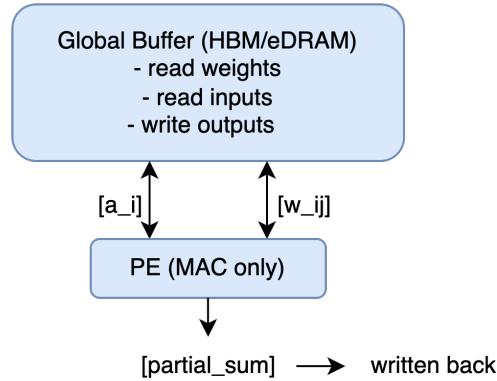 Global Buffer (HBM/eDRAM)
- read weights
- read inputs
- write outputs
[a_i]
[w_ij]
PE (MAC only)
[partial_sum]
written back